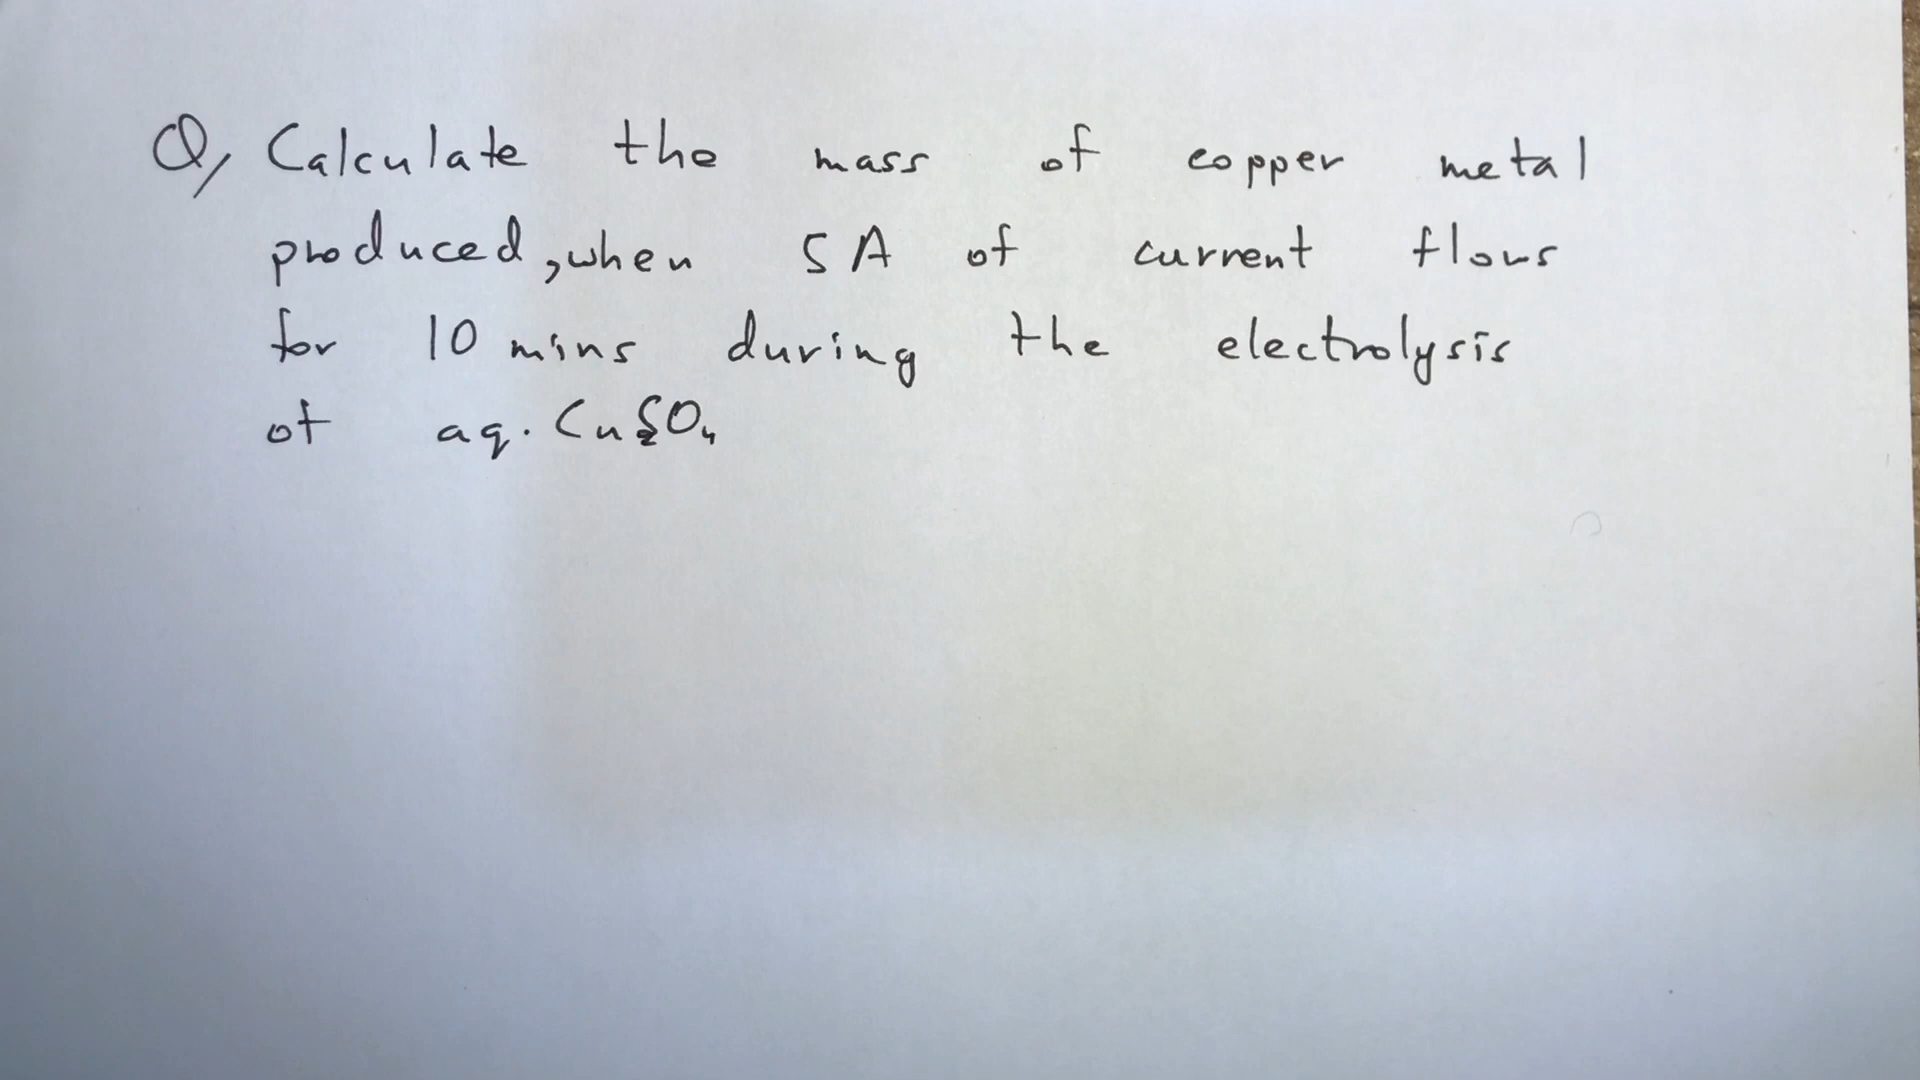 Q, Calculate the mass of copper metal
produced, when 5 A of current flows
for 10 mins during the electrolysis
of aq. CuSO₄